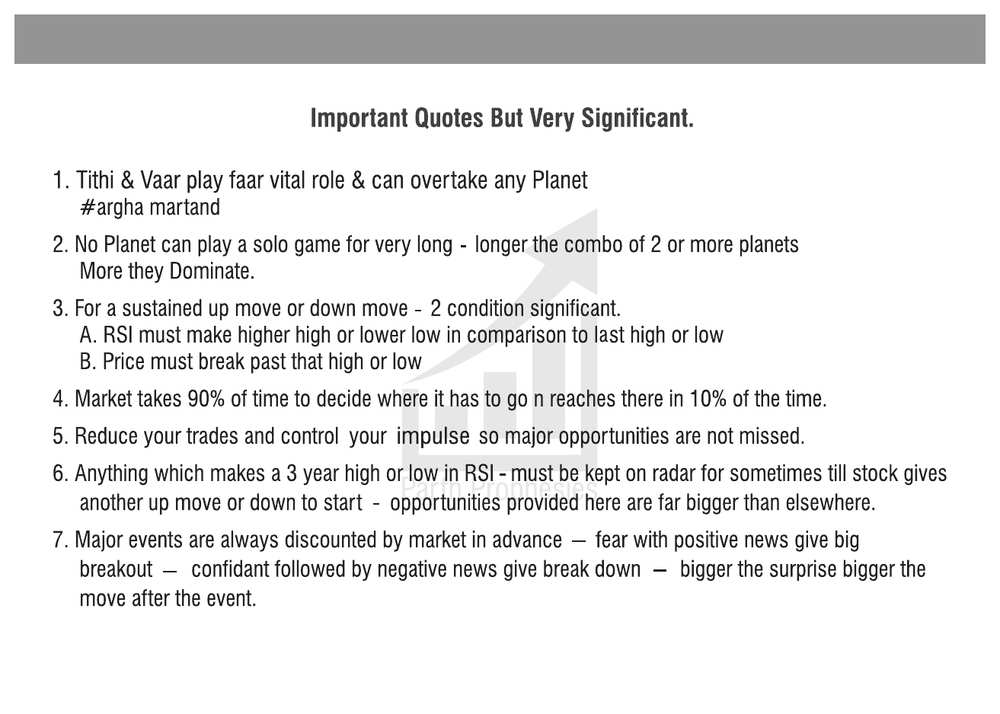 Important Quotes But Very Significant.
1. Tithi & Vaar play faar vital role & can overtake any Planet
#argha martand
2. No Planet can play a solo game for very long - longer the combo of 2 or more planets
More they Dominate.
3. For a sustained up move or down move - 2 condition significant.
A. RSI must make higher high or lower low in comparison to last high or low
B. Price must break past that high or low
4. Market takes 90% of time to decide where it has to go n reaches there in 10% of the time.
5. Reduce your trades and control your impulse so major opportunities are not missed.
6. Anything which makes a 3 year high or low in RSI - must be kept on radar for sometimes till stock gives
another up move or down to start - opportunities provided here are far bigger than elsewhere.
Parth Prophesies
7. Major events are always discounted by market in advance — fear with positive news give big
breakout — confidant followed by negative news give break down — bigger the surprise bigger the
move after the event.